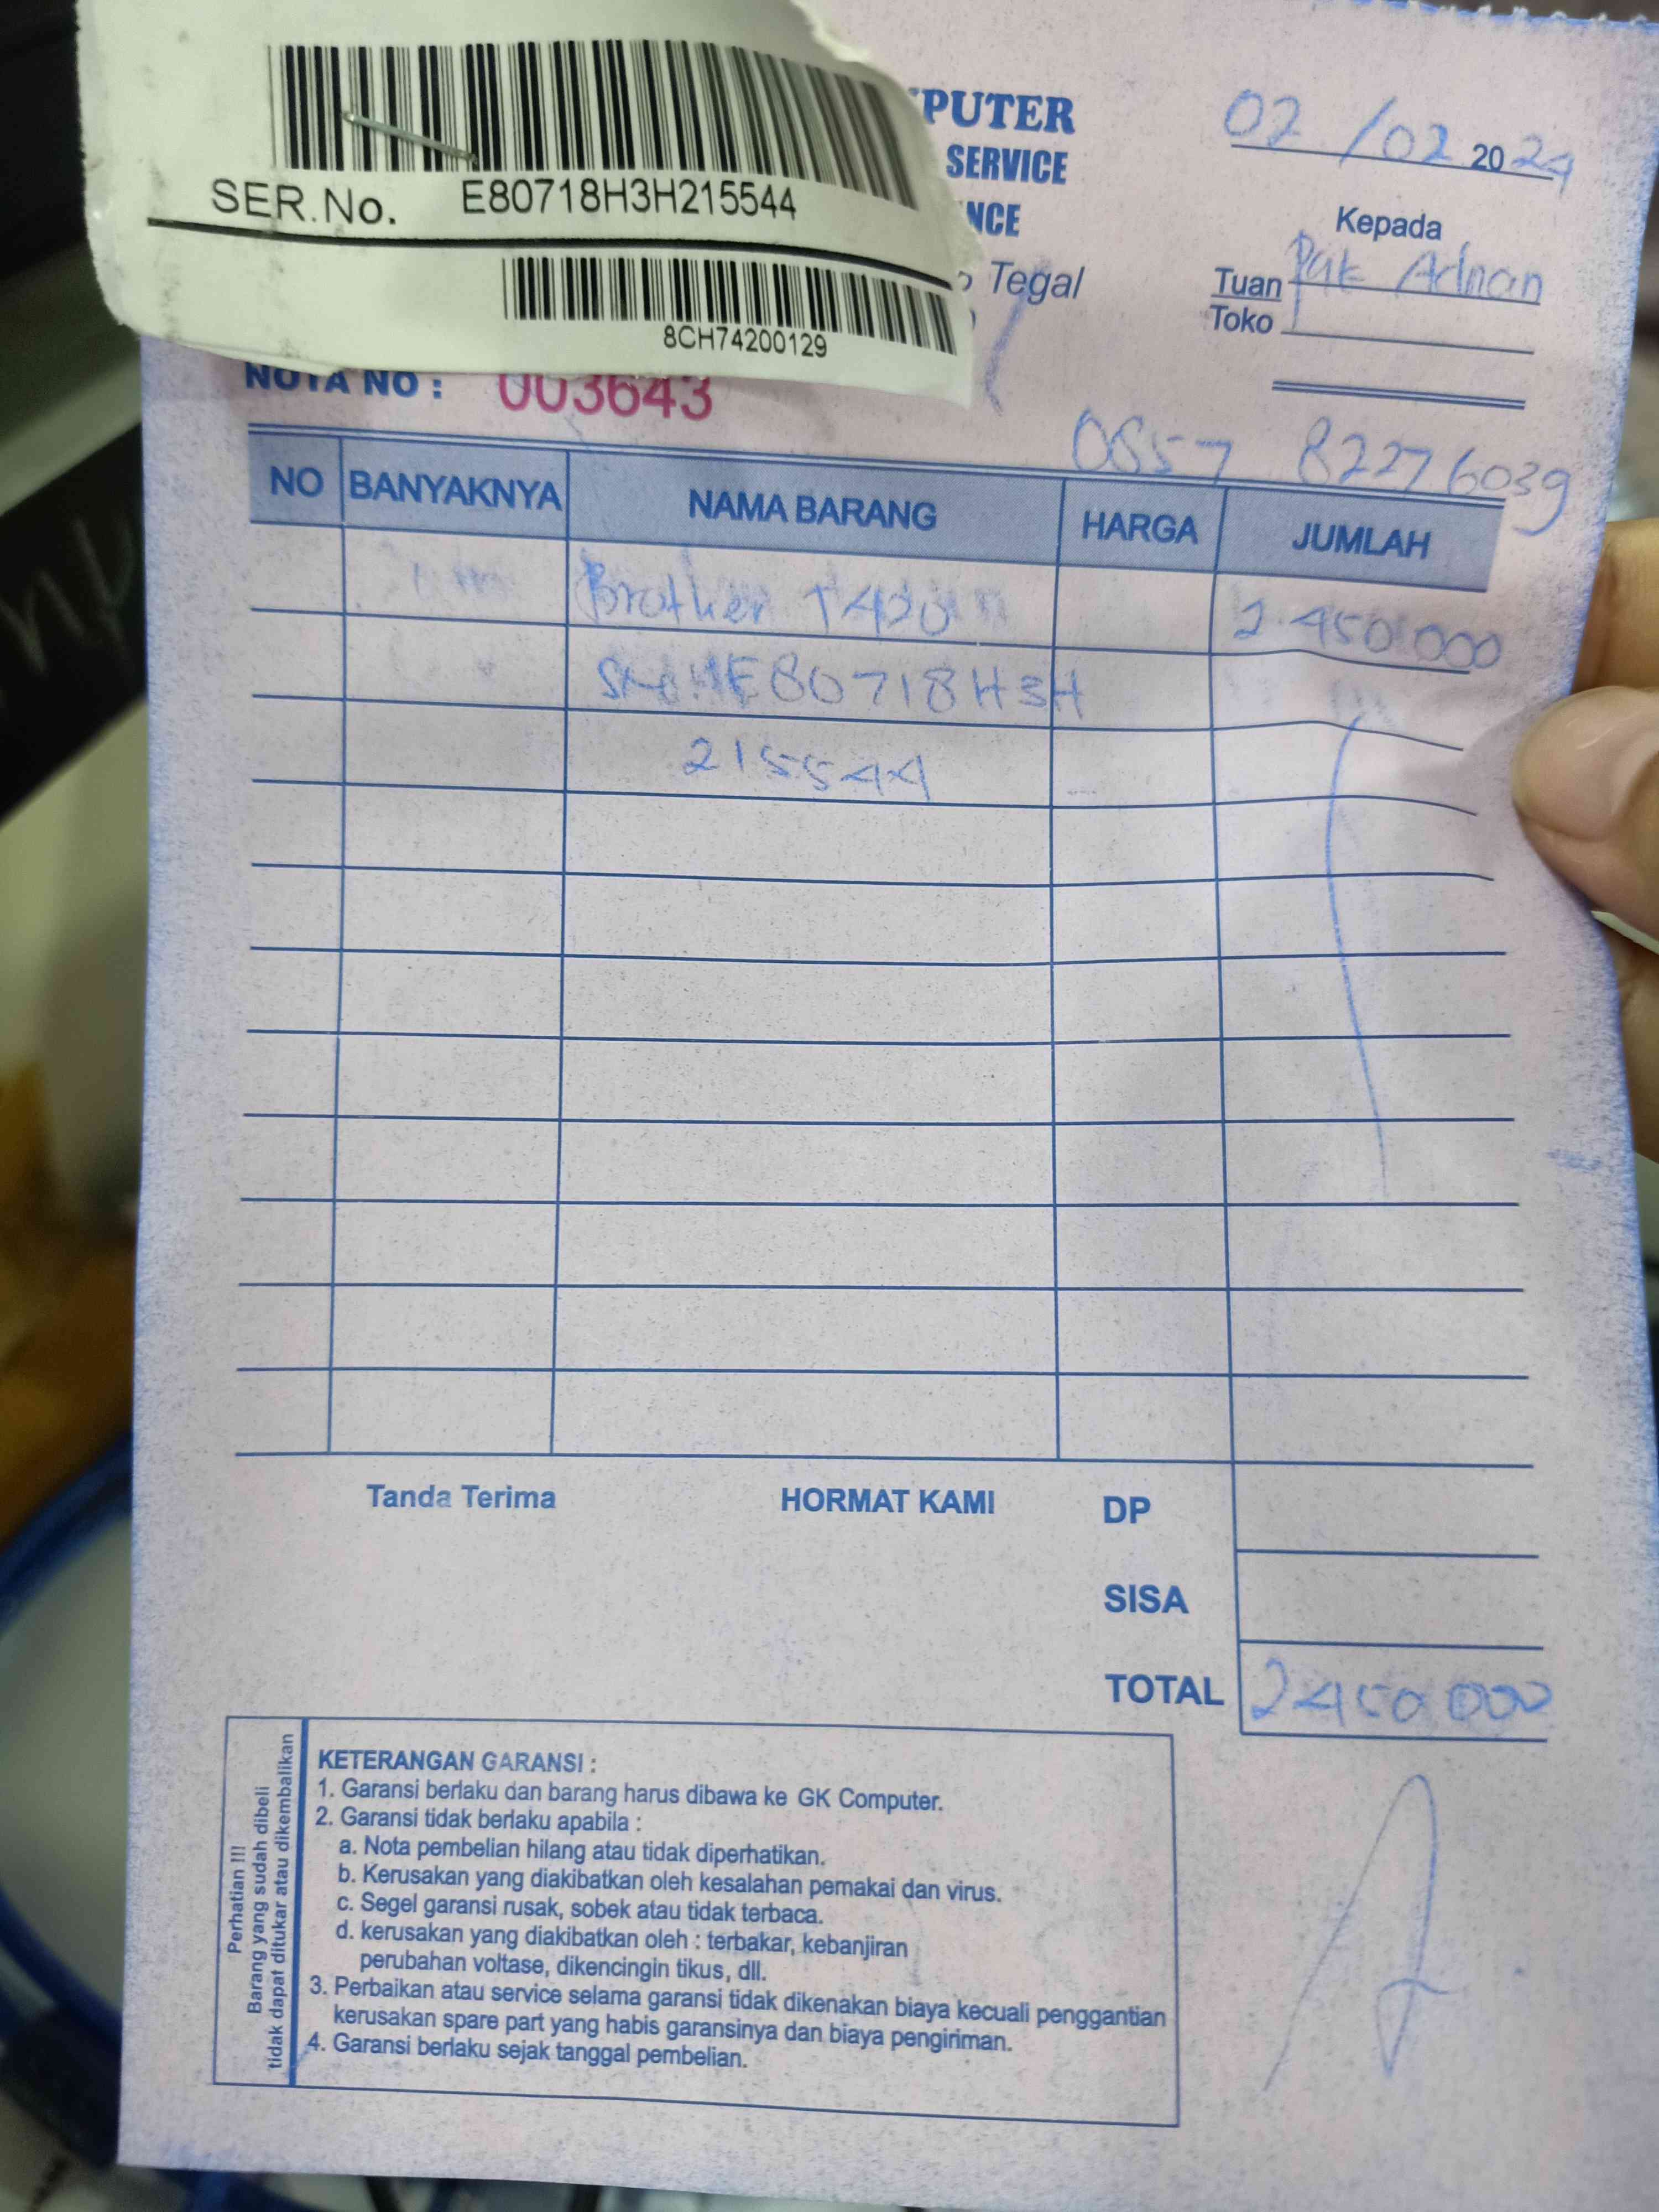 SER.No. E80718H3H215544
8CH74200129
PUTER
SERVICE
NCE
Tegal
02/02 2024
Kepada
Tuan Pak Adnan
Toko
NOTA NO : 003643
0857 82276039
NO BANYAKNYA NAMA BARANG HARGA JUMLAH
Brother T420 2.450.000
E80718H3H
215544
Tanda Terima HORMAT KAMI DP
SISA
TOTAL 2450 000
Perhatian !!!
Barang yang sudah dibeli
tidak dapat ditukar atau dikembalikan
KETERANGAN GARANSI :
1. Garansi berlaku dan barang harus dibawa ke GK Computer.
2. Garansi tidak berlaku apabila :
a. Nota pembelian hilang atau tidak diperhatikan.
b. Kerusakan yang diakibatkan oleh kesalahan pemakai dan virus.
c. Segel garansi rusak, sobek atau tidak terbaca.
d. kerusakan yang diakibatkan oleh : terbakar, kebanjiran
perubahan voltase, dikencingin tikus, dll.
3. Perbaikan atau service selama garansi tidak dikenakan biaya kecuali penggantian
kerusakan spare part yang habis garansinya dan biaya pengiriman.
4. Garansi berlaku sejak tanggal pembelian.